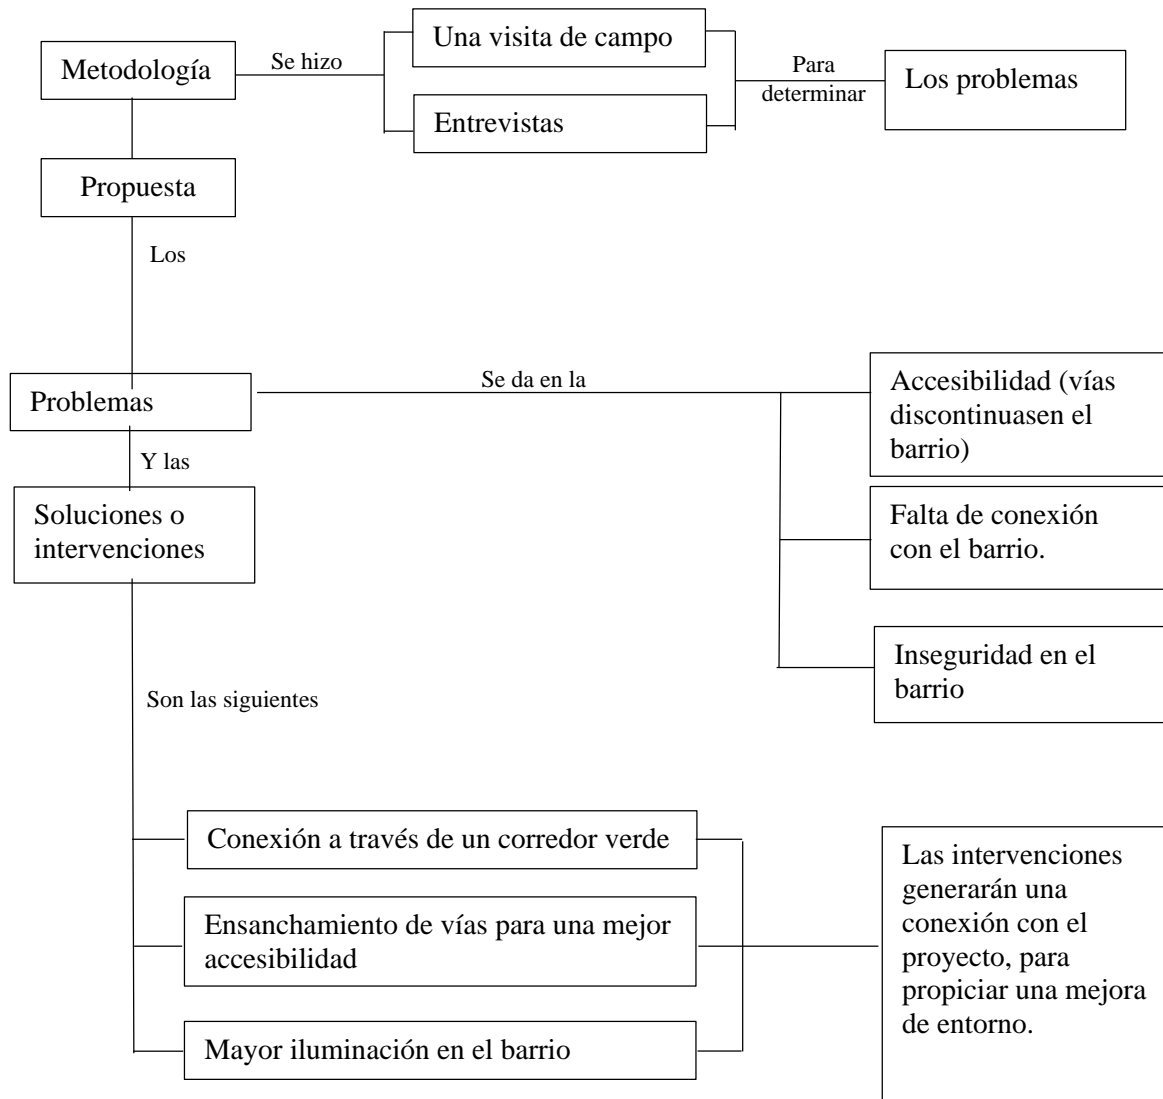 Metodología
Se hizo
Una visita de campo
Entrevistas
Para
determinar
Los problemas
Propuesta
Los
Problemas
Se da en la
Accesibilidad (vías
discontinuasen el
barrio)
Y las
Soluciones o
intervenciones
Falta de conexión
con el barrio.
Inseguridad en el
barrio
Son las siguientes
Conexión a través de un corredor verde
Ensanchamiento de vías para una mejor
accesibilidad
Mayor iluminación en el barrio
Las intervenciones
generarán una
conexión con el
proyecto, para
propiciar una mejora
de entorno.